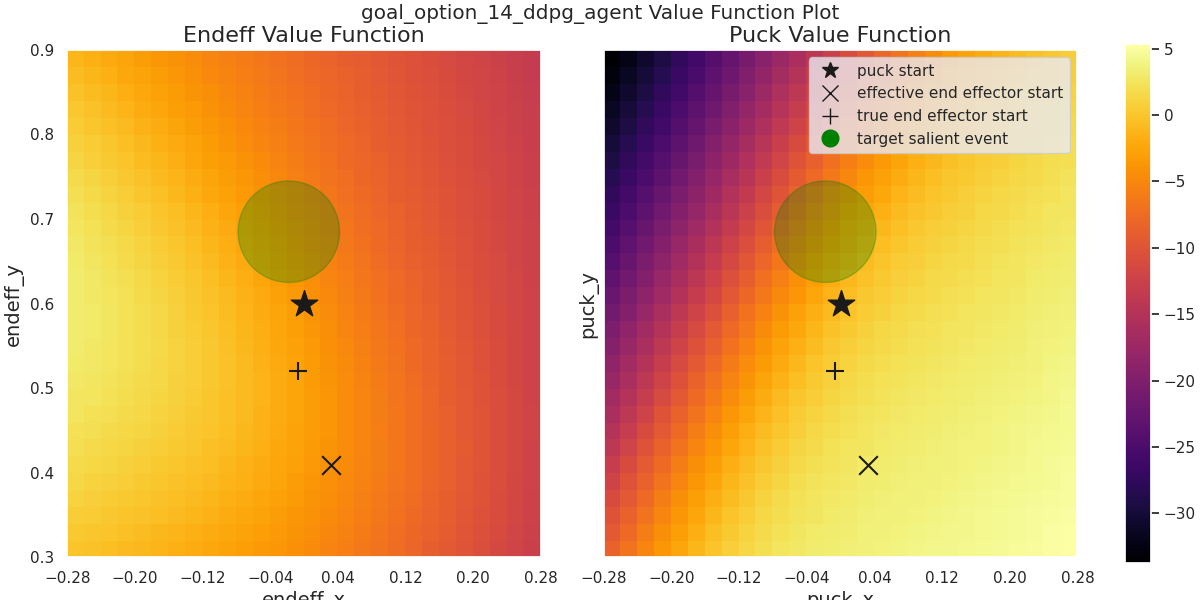 goal_option_14_ddpg_agent Value Function Plot
Endeff Value Function
Puck Value Function
0.9
0.8
0.7
0.6
0.5
0.4
0.3
endeff_y
−0.28 −0.20 −0.12 −0.04 0.04 0.12 0.20 0.28
endeff_x
puck_y
puck start
effective end effector start
true end effector start
target salient event
−0.28 −0.20 −0.12 −0.04 0.04 0.12 0.20 0.28
puck_x
5
0
−5
−10
−15
−20
−25
−30